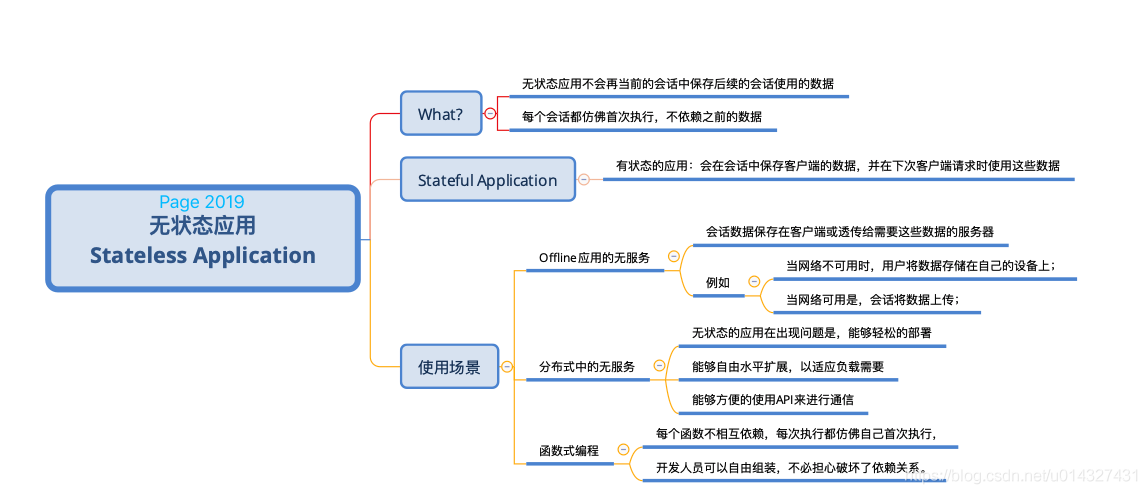 Page 2019
无状态应用
Stateless Application
What?
无状态应用不会再当前的会话中保存后续的会话使用的数据
每个会话都仿佛首次执行，不依赖之前的数据
Stateful Application
有状态的应用：会在会话中保存客户端的数据，并在下次客户端请求时使用这些数据
使用场景
Offline应用的无服务
会话数据保存在客户端或透传给需要这些数据的服务器
例如
当网络不可用时，用户将数据存储在自己的设备上；
当网络可用是，会话将数据上传；
分布式中的无服务
无状态的应用在出现问题是，能够轻松的部署
能够自由水平扩展，以适应负载需要
能够方便的使用API来进行通信
函数式编程
每个函数不相互依赖，每次执行都仿佛自己首次执行，
开发人员可以自由组装，不必担心破坏了依赖关系。
https://blog.csdn.net/u014327431